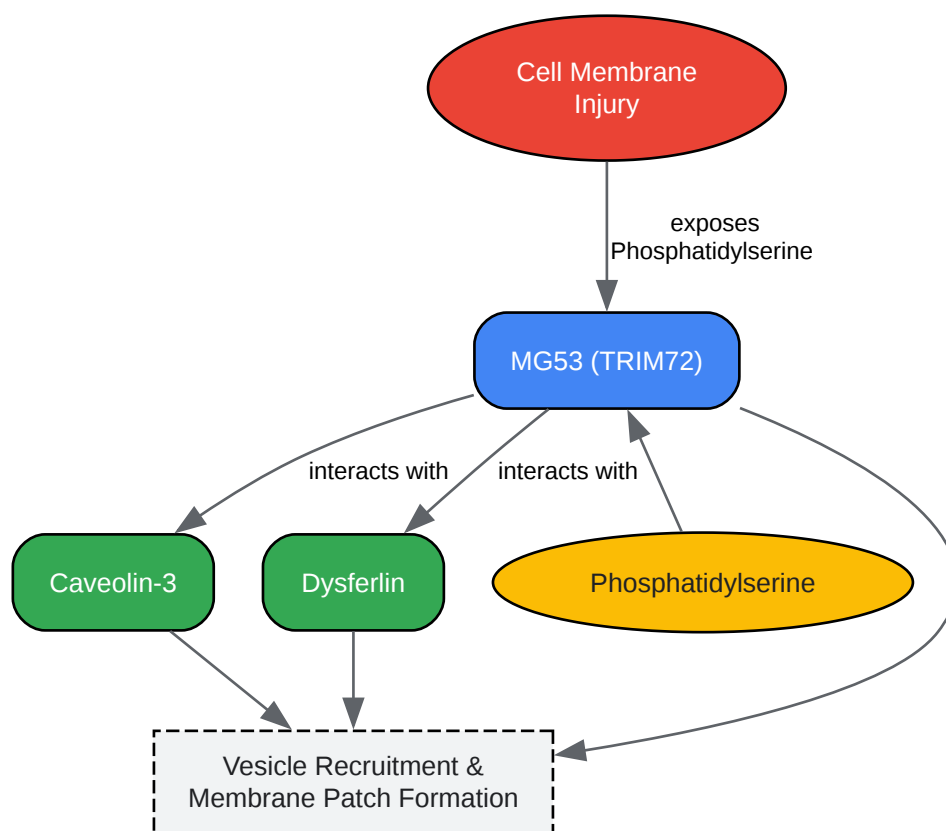 Cell Membrane
Injury
exposes
Phosphatidylserine
MG53 (TRIM72)
interacts with
interacts with
Caveolin-3
Dysferlin
Phosphatidylserine
Vesicle Recruitment &
Membrane Patch Formation